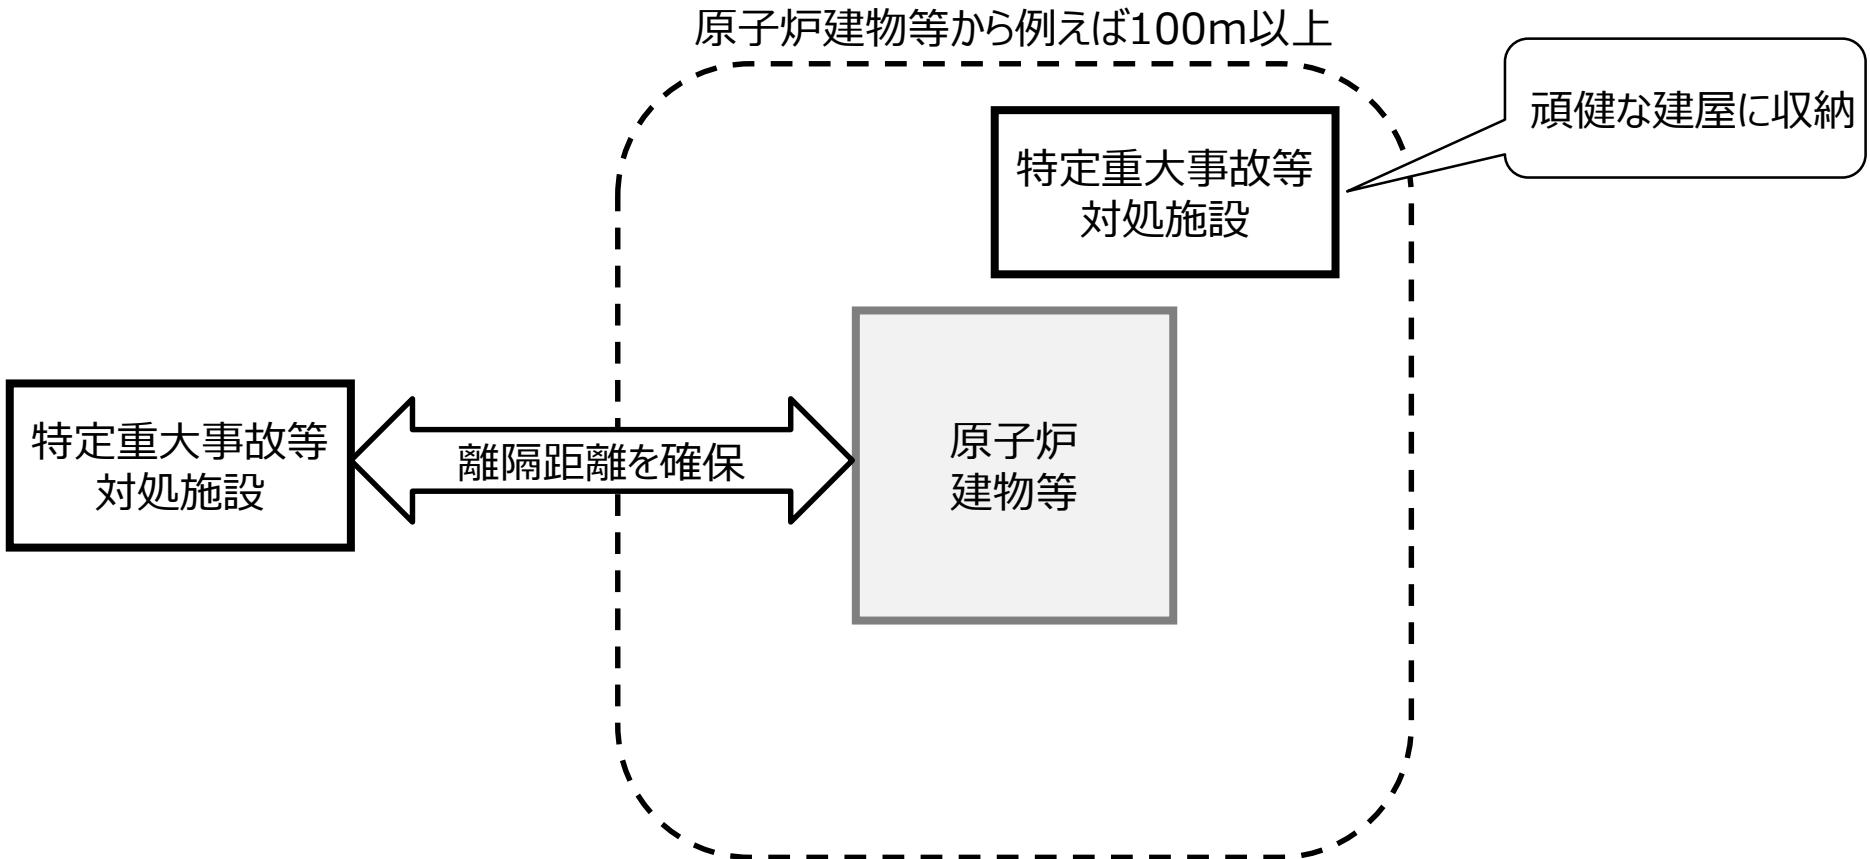 原子炉建物等から例えば100m以上
頑健な建屋に収納
特定重大事故等
対処施設
特定重大事故等
対処施設
離隔距離を確保
原子炉
建物等